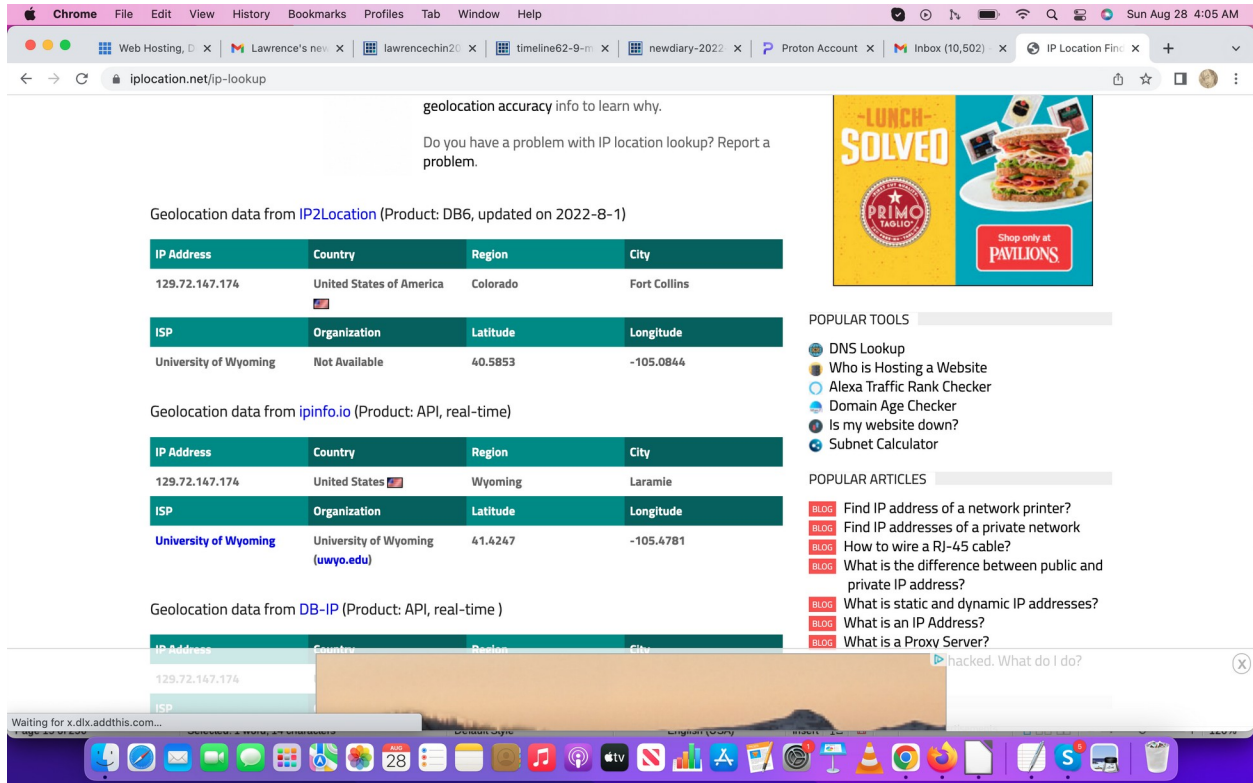 Chrome File Edit View History Bookmarks Profiles Tab Window Help Sun Aug 28 4:05 AM
Web Hosting, D Lawrence's new lawrencechin20 timeline62-9-m newdiary-2022- Proton Account Inbox (10,502) - IP Location Find
iplocation.net/ip-lookup
geolocation accuracy info to learn why.
Do you have a problem with IP location lookup? Report a
problem.
Geolocation data from IP2Location (Product: DB6, updated on 2022-8-1)
IP Address Country Region City
129.72.147.174 United States of America Colorado Fort Collins
ISP Organization Latitude Longitude
University of Wyoming Not Available 40.5853 -105.0844
Geolocation data from ipinfo.io (Product: API, real-time)
IP Address Country Region City
129.72.147.174 United States Wyoming Laramie
ISP Organization Latitude Longitude
University of Wyoming University of Wyoming 41.4247 -105.4781
(uwyo.edu)
Geolocation data from DB-IP (Product: API, real-time )
IP Address Country Region City
129.72.147.174
ISP
-LUNCH-
SOLVED
PRIMO
TAGLIO
Shop only at
PAVILIONS
POPULAR TOOLS
DNS Lookup
Who is Hosting a Website
Alexa Traffic Rank Checker
Domain Age Checker
Is my website down?
Subnet Calculator
POPULAR ARTICLES
BLOG Find IP address of a network printer?
BLOG Find IP addresses of a private network
BLOG How to wire a RJ-45 cable?
BLOG What is the difference between public and
private IP address?
BLOG What is static and dynamic IP addresses?
BLOG What is an IP Address?
BLOG What is a Proxy Server?
hacked. What do I do?
Waiting for x.dlx.addthis.com...
AUG
28
tv
5